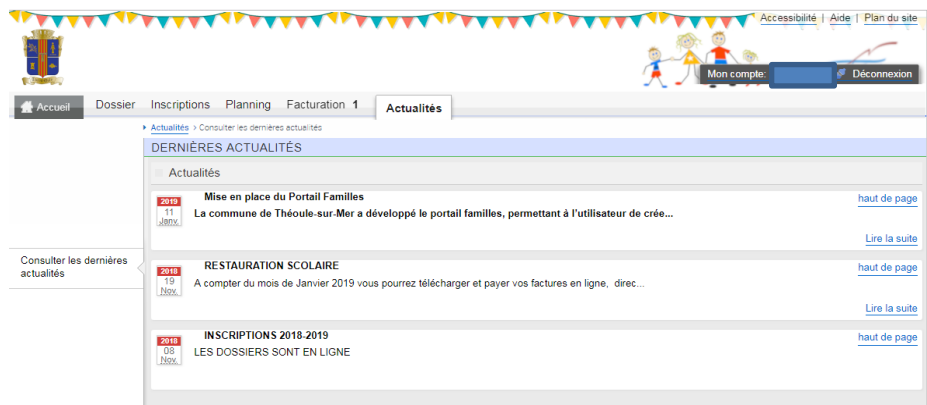 Accessibilité | Aide | Plan du site
Mon compte: Déconnexion
Accueil Dossier Inscriptions Planning Facturation 1 Actualités
Actualités > Consulter les dernières actualités
DERNIÈRES ACTUALITÉS
Actualités
2019 11 Janv.
Mise en place du Portail Familles haut de page
La commune de Théoule-sur-Mer a développé le portail familles, permettant à l'utilisateur de crée...
Lire la suite
Consulter les dernières
actualités
2018 19 Nov.
RESTAURATION SCOLAIRE haut de page
A compter du mois de Janvier 2019 vous pourrez télécharger et payer vos factures en ligne, direc...
Lire la suite
2018 08 Nov.
INSCRIPTIONS 2018-2019 haut de page
LES DOSSIERS SONT EN LIGNE